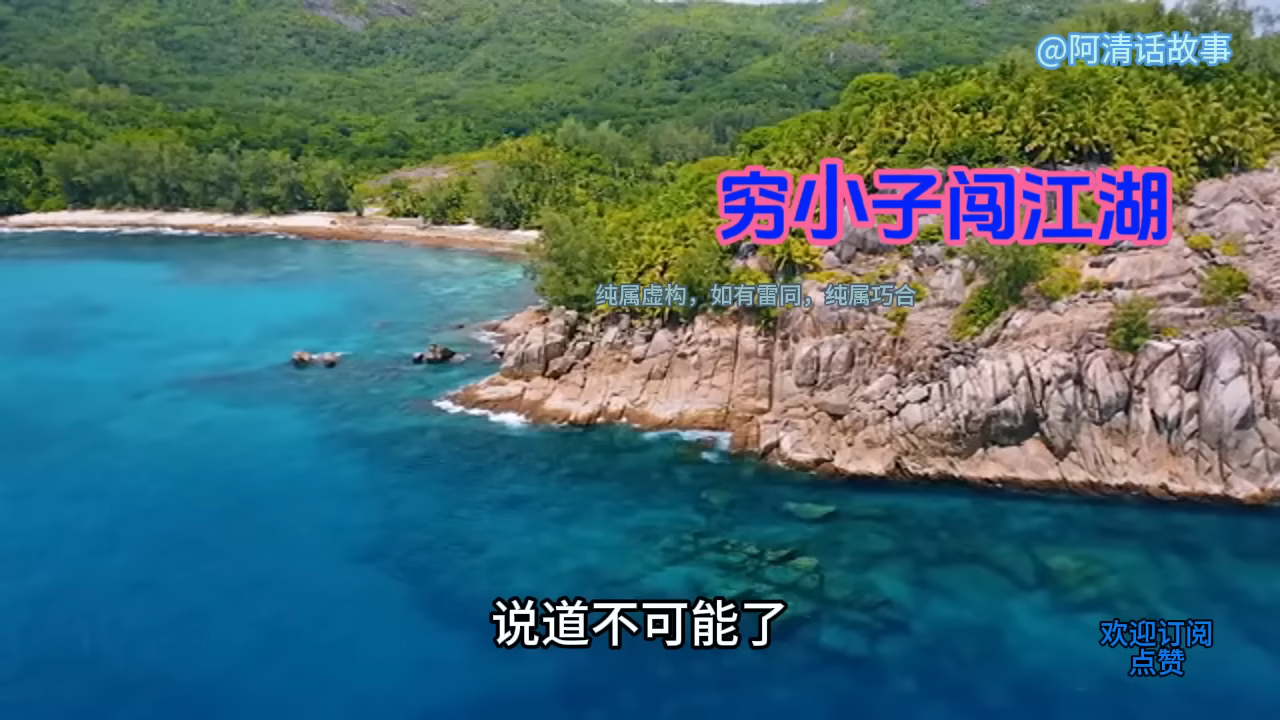 @阿清话故事
穷小子闯江湖
纯属虚构，如有雷同，纯属巧合
说道不可能了
欢迎订阅
点赞